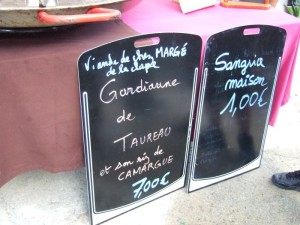 Viande de chez MARGÉ
de la chapelle
Gardianne
de
TAUREAU
et son riz de
CAMARGUE
7,00€
Sangria
maison
1,00€